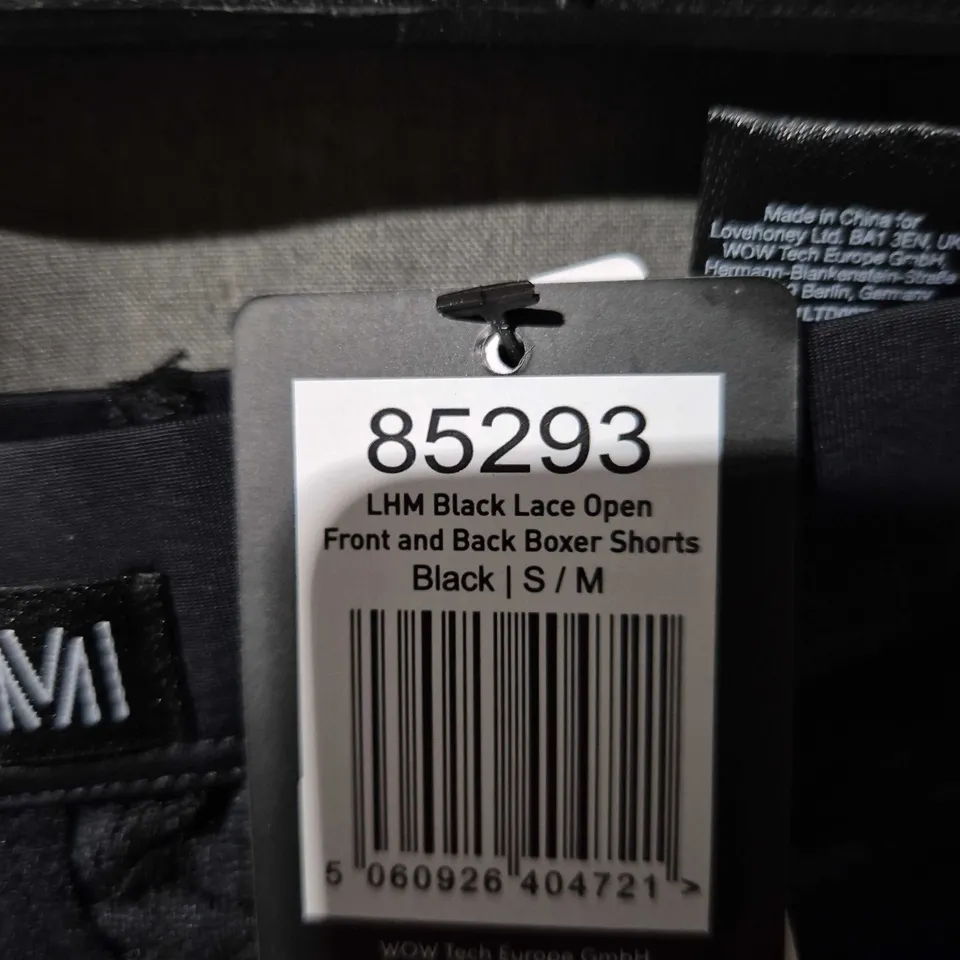 Made in China for
Lovehoney Ltd. BA1 3EN, UK
WOW Tech Europe GmbH,
Hermann-Blankenstein-Straße
Berlin, Germany
85293
LHM Black Lace Open
Front and Back Boxer Shorts
Black | S / M
5 060926 404721 >
WOW Tech Europe GmbH